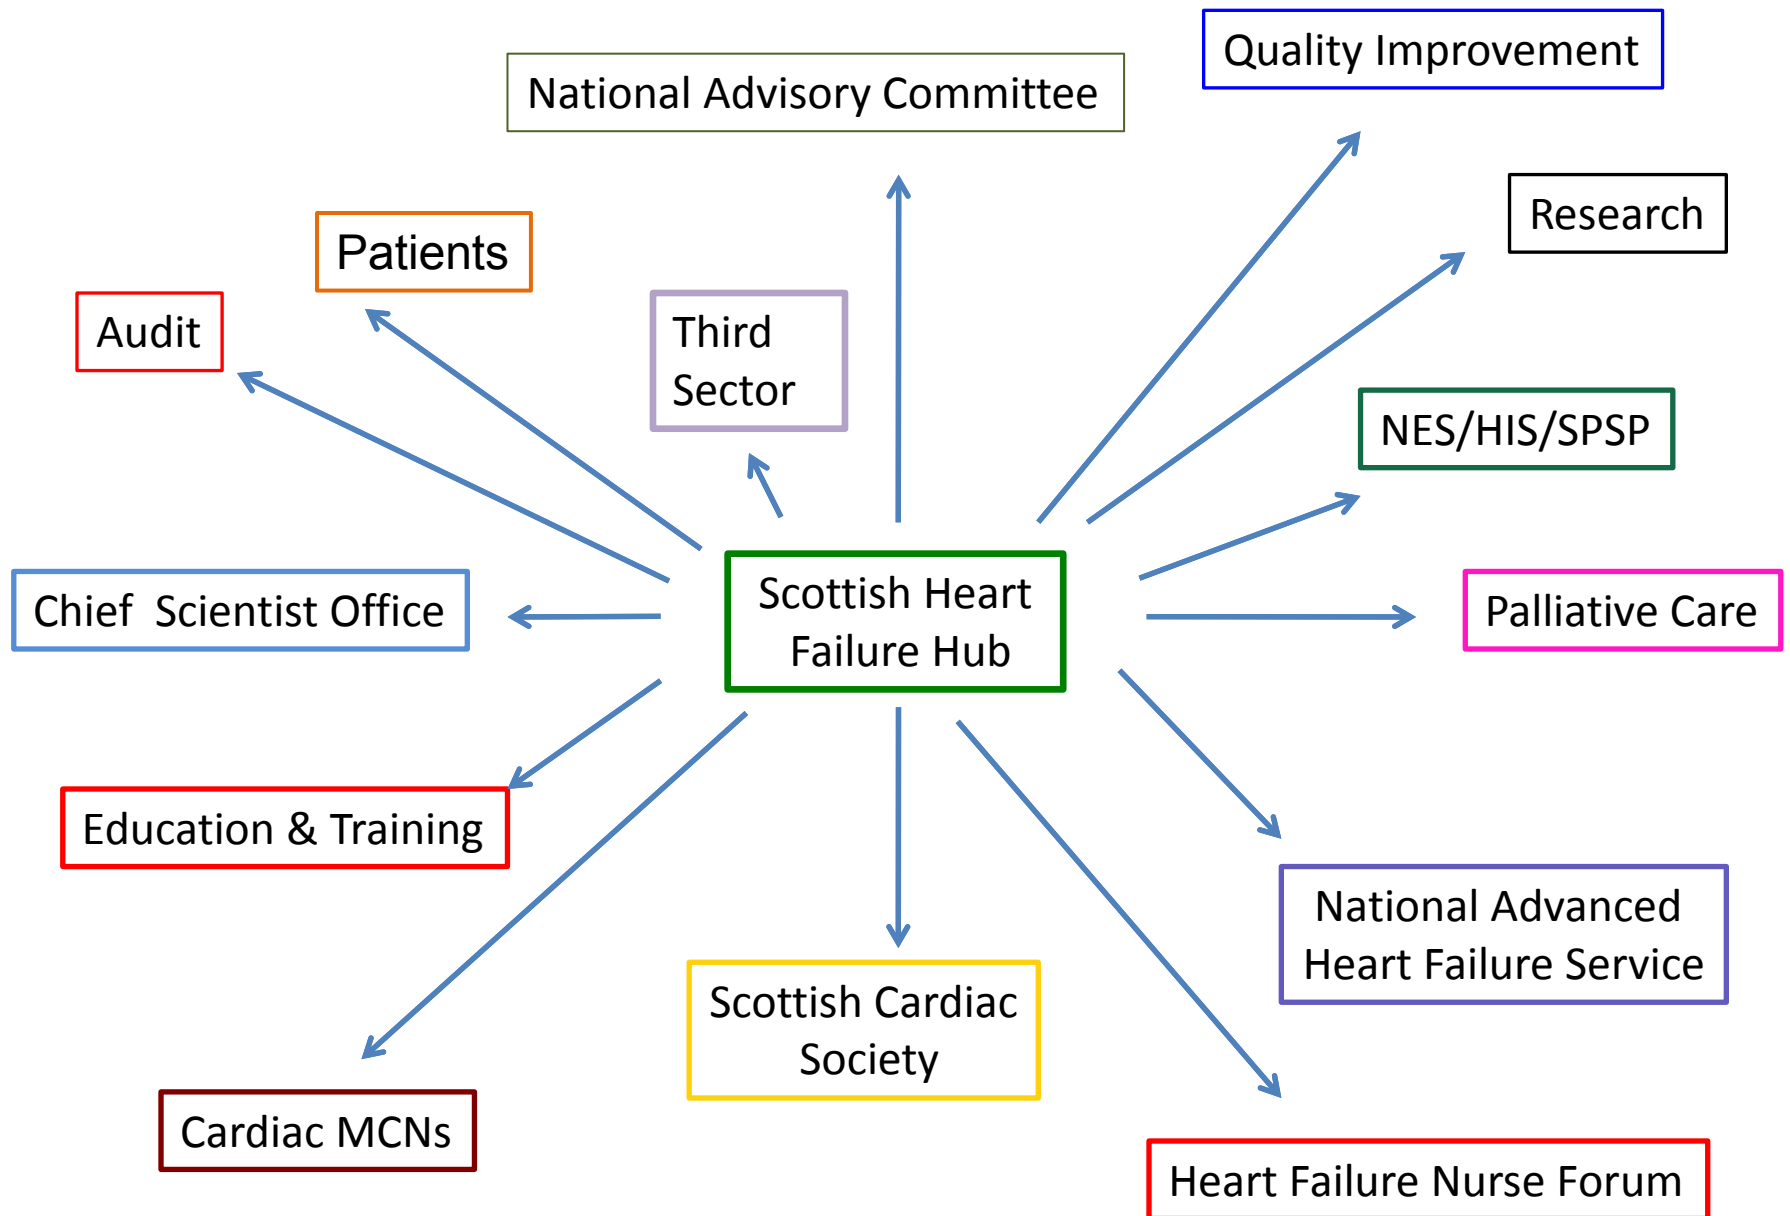 Quality Improvement
National Advisory Committee
Research
Patients
Audit
Third
Sector
NES/HIS/SPSP
Chief  Scientist Office
Scottish Heart
Failure Hub
Palliative Care
Education & Training
National Advanced
Heart Failure Service
Scottish Cardiac
Society
Cardiac MCNs
Heart Failure Nurse Forum